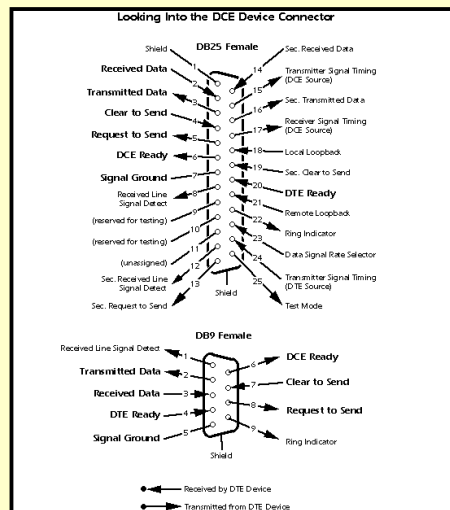 Looking Into the DCE Device Connector
DB25 Female
Shield
1
Received Data
2
Transmitted Data
3
Clear to Send
4
Request to Send
5
DCE Ready
6
Signal Ground
7
Received Line
Signal Detect
8
(reserved for testing)
9
(reserved for testing)
10
(unassigned)
11
Sec. Received Line
Signal Detect
12
Sec. Request to Send
13
Sec. Received Data
14
Transmitter Signal Timing
(DCE Source)
15
Sec. Transmitted Data
16
Receiver Signal Timing
(DCE Source)
17
Local Loopback
18
Sec. Clear to Send
19
DTE Ready
20
Remote Loopback
21
Ring Indicator
22
Data Signal Rate Selector
23
Transmitter Signal Timing
(DTE Source)
24
Test Mode
25
Shield
DB9 Female
Received Line Signal Detect
1
Transmitted Data
2
Received Data
3
DTE Ready
4
Signal Ground
5
DCE Ready
6
Clear to Send
7
Request to Send
8
Ring Indicator
9
Shield
Received by DTE Device
Transmitted from DTE Device